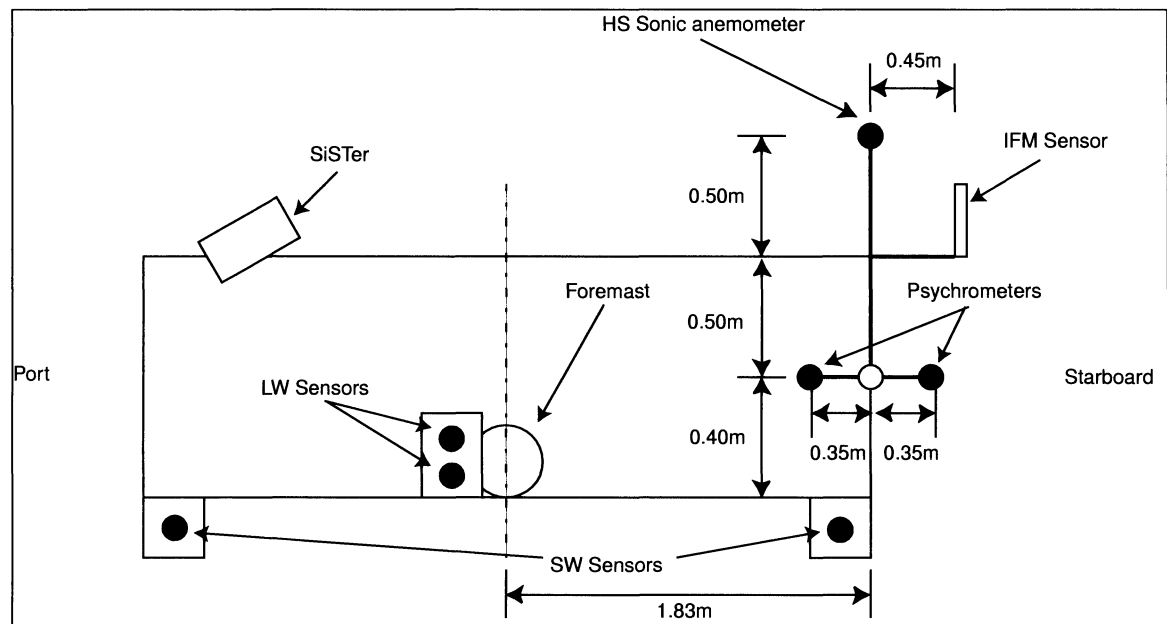 HS Sonic anemometer
0.45m
IFM Sensor
SiSTer
0.50m
Foremast
Psychrometers
0.50m
Port
Starboard
LW Sensors
0.40m
0.35m 0.35m
SW Sensors
1.83m